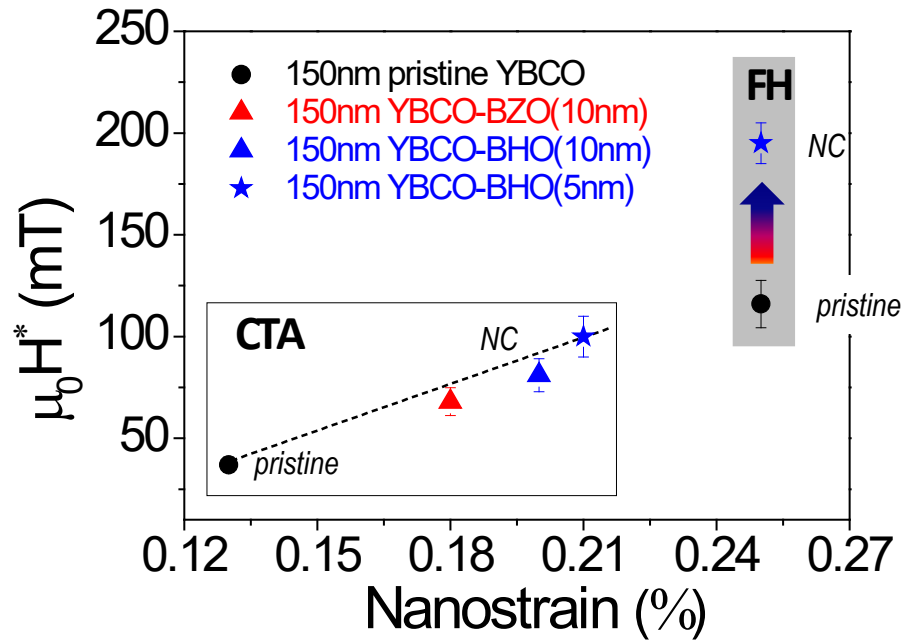 250
200
150
100
50
μ₀H* (mT)
150nm pristine YBCO
150nm YBCO-BZO(10nm)
150nm YBCO-BHO(10nm)
150nm YBCO-BHO(5nm)
FH
NC
pristine
CTA
NC
pristine
0.12 0.15 0.18 0.21 0.24 0.27
Nanostrain (%)